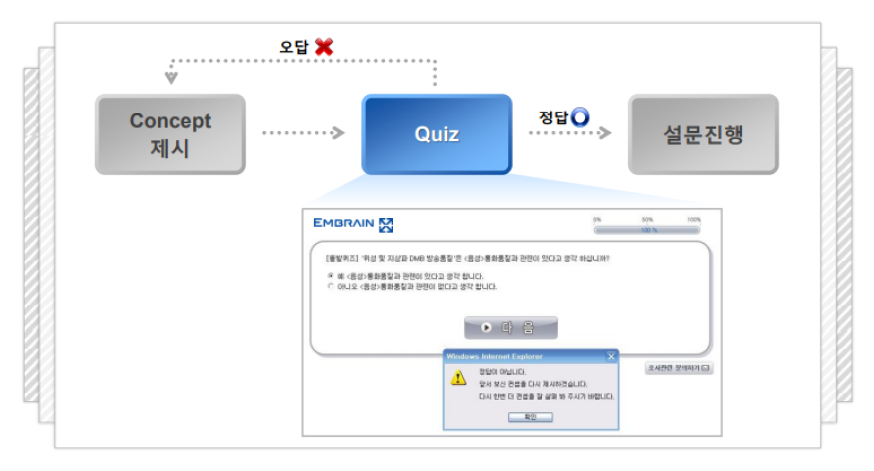 오답
Concept
제시
Quiz
정답
설문진행
EMBRAIN
0%
50%
100%
100 %
[돌발퀴즈] '위성 및 지상파 DMB 방송품질'은 <음성>통화품질과 관련이 있다고 생각 하십니까?
예 <음성>통화품질과 관련이 있다고 생각 합니다.
아니오 <음성>통화품질과 관련이 없다고 생각 합니다.
다 음
Windows Internet Explorer
정답이 아닙니다.
앞서 보신 컨셉을 다시 제시하겠습니다.
다시 한번 더 컨셉을 잘 살펴 봐 주시기 바랍니다.
확인
조사관련 문의하기